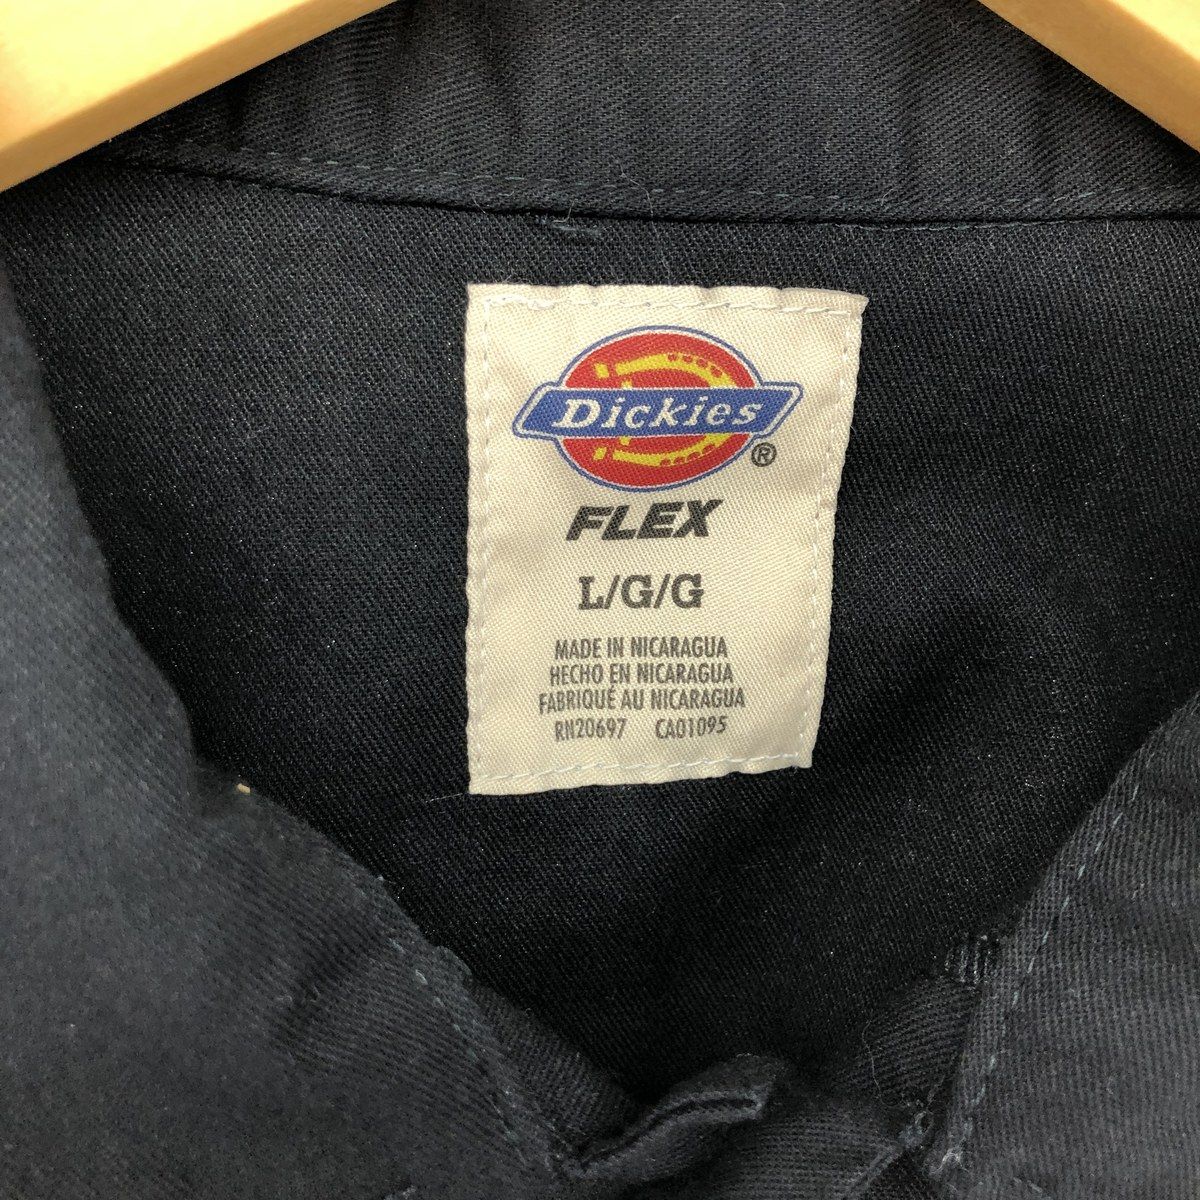 Dickies
®
FLEX
L/G/G
MADE IN NICARAGUA
HECHO EN NICARAGUA
FABRIQUÉ AU NICARAGUA
RN20697 CA01095